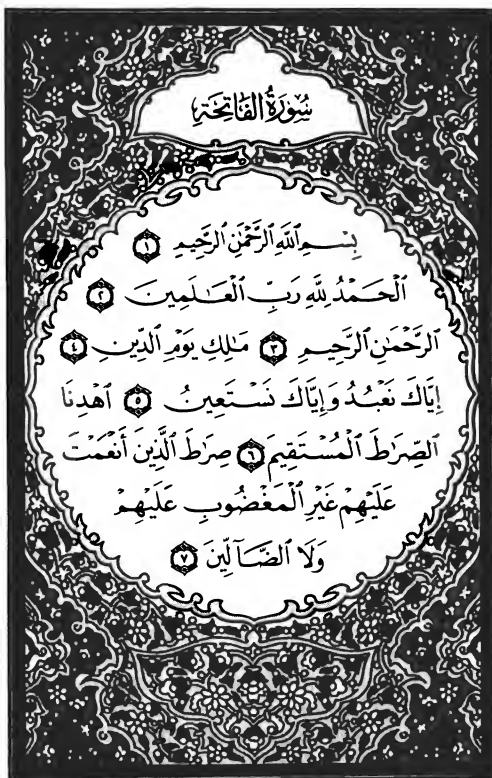 سُورَةُ الفَاتِحَةِ
بِسْمِ ٱللَّهِ ٱلرَّحْمَٰنِ ٱلرَّحِيمِ ١
ٱلْحَمْدُ لِلَّهِ رَبِّ ٱلْعَٰلَمِينَ ٢
ٱلرَّحْمَٰنِ ٱلرَّحِيمِ ٣ مَٰلِكِ يَوْمِ ٱلدِّينِ ٤
إِيَّاكَ نَعْبُدُ وَإِيَّاكَ نَسْتَعِينُ ٥ ٱهْدِنَا
ٱلصِّرَٰطَ ٱلْمُسْتَقِيمَ ٦ صِرَٰطَ ٱلَّذِينَ أَنْعَمْتَ
عَلَيْهِمْ غَيْرِ ٱلْمَغْضُوبِ عَلَيْهِمْ
وَلَا ٱلضَّآلِّينَ ٧